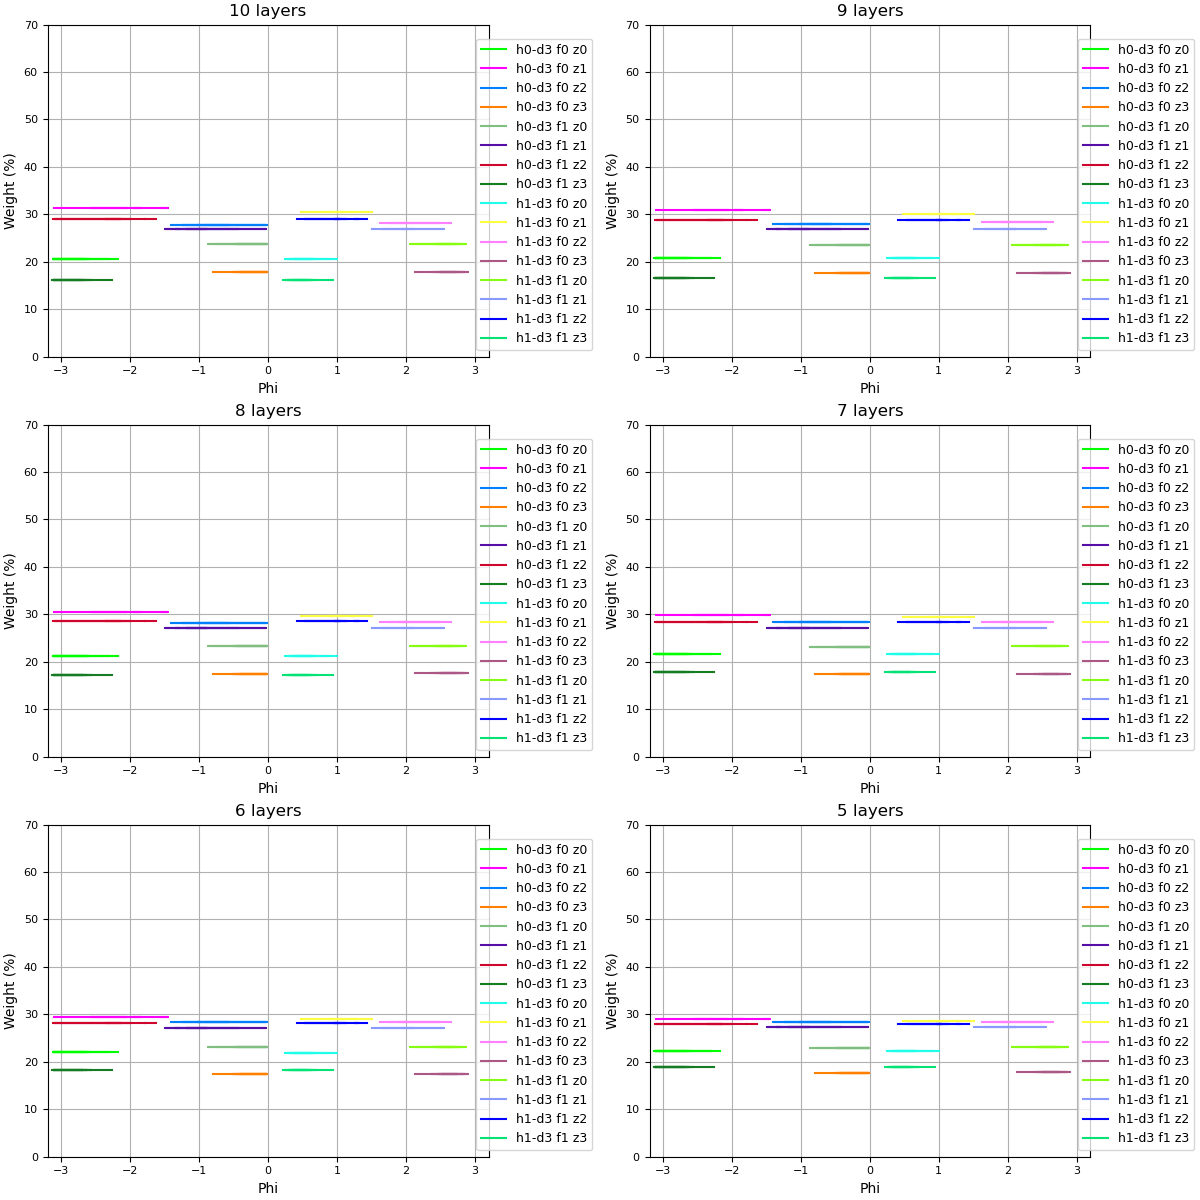 10 layers
70
60
50
40
30
20
10
0
Weight (%)
−3 −2 −1 0 1 2 3
Phi
h0-d3 f0 z0
h0-d3 f0 z1
h0-d3 f0 z2
h0-d3 f0 z3
h0-d3 f1 z0
h0-d3 f1 z1
h0-d3 f1 z2
h0-d3 f1 z3
h1-d3 f0 z0
h1-d3 f0 z1
h1-d3 f0 z2
h1-d3 f0 z3
h1-d3 f1 z0
h1-d3 f1 z1
h1-d3 f1 z2
h1-d3 f1 z3
9 layers
70
60
50
40
30
20
10
0
Weight (%)
−3 −2 −1 0 1 2 3
Phi
h0-d3 f0 z0
h0-d3 f0 z1
h0-d3 f0 z2
h0-d3 f0 z3
h0-d3 f1 z0
h0-d3 f1 z1
h0-d3 f1 z2
h0-d3 f1 z3
h1-d3 f0 z0
h1-d3 f0 z1
h1-d3 f0 z2
h1-d3 f0 z3
h1-d3 f1 z0
h1-d3 f1 z1
h1-d3 f1 z2
h1-d3 f1 z3
8 layers
70
60
50
40
30
20
10
0
Weight (%)
−3 −2 −1 0 1 2 3
Phi
h0-d3 f0 z0
h0-d3 f0 z1
h0-d3 f0 z2
h0-d3 f0 z3
h0-d3 f1 z0
h0-d3 f1 z1
h0-d3 f1 z2
h0-d3 f1 z3
h1-d3 f0 z0
h1-d3 f0 z1
h1-d3 f0 z2
h1-d3 f0 z3
h1-d3 f1 z0
h1-d3 f1 z1
h1-d3 f1 z2
h1-d3 f1 z3
7 layers
70
60
50
40
30
20
10
0
Weight (%)
−3 −2 −1 0 1 2 3
Phi
h0-d3 f0 z0
h0-d3 f0 z1
h0-d3 f0 z2
h0-d3 f0 z3
h0-d3 f1 z0
h0-d3 f1 z1
h0-d3 f1 z2
h0-d3 f1 z3
h1-d3 f0 z0
h1-d3 f0 z1
h1-d3 f0 z2
h1-d3 f0 z3
h1-d3 f1 z0
h1-d3 f1 z1
h1-d3 f1 z2
h1-d3 f1 z3
6 layers
70
60
50
40
30
20
10
0
Weight (%)
−3 −2 −1 0 1 2 3
Phi
h0-d3 f0 z0
h0-d3 f0 z1
h0-d3 f0 z2
h0-d3 f0 z3
h0-d3 f1 z0
h0-d3 f1 z1
h0-d3 f1 z2
h0-d3 f1 z3
h1-d3 f0 z0
h1-d3 f0 z1
h1-d3 f0 z2
h1-d3 f0 z3
h1-d3 f1 z0
h1-d3 f1 z1
h1-d3 f1 z2
h1-d3 f1 z3
5 layers
70
60
50
40
30
20
10
0
Weight (%)
−3 −2 −1 0 1 2 3
Phi
h0-d3 f0 z0
h0-d3 f0 z1
h0-d3 f0 z2
h0-d3 f0 z3
h0-d3 f1 z0
h0-d3 f1 z1
h0-d3 f1 z2
h0-d3 f1 z3
h1-d3 f0 z0
h1-d3 f0 z1
h1-d3 f0 z2
h1-d3 f0 z3
h1-d3 f1 z0
h1-d3 f1 z1
h1-d3 f1 z2
h1-d3 f1 z3